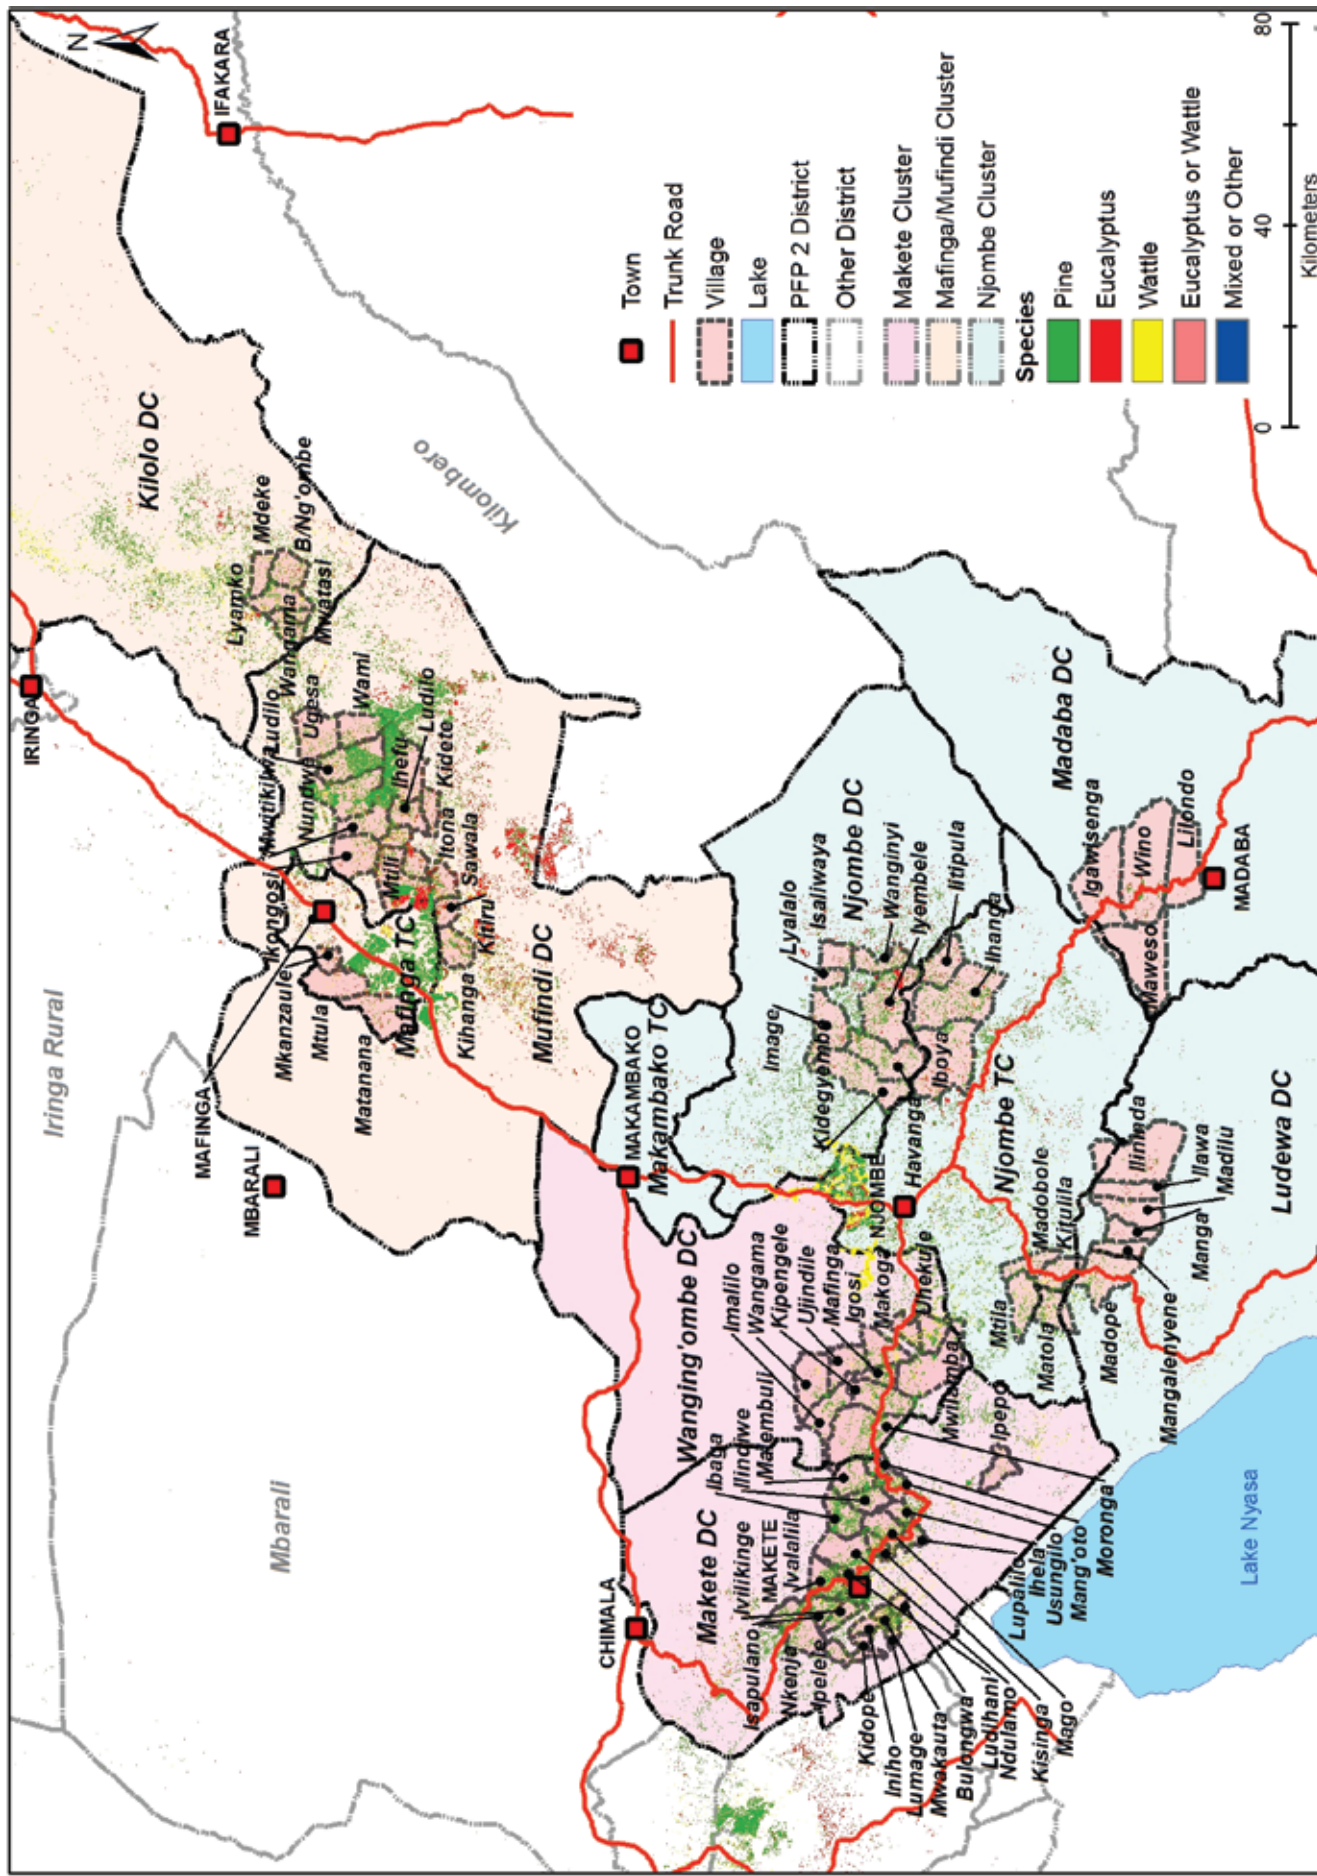 N
IRINGA
IFAKARA
Kilolo DC
Iringa Rural
Lyamko
Mdeke
B/Ng'ombe
Wangama
Mwatasi
Kilombero
Mwitikilwa
Ludilo
Ugesa
Wami
Nundwe
Ikongosi
Ihefu
Ludilo
Kidete
Mtili
Itona
Sawala
Kitiru
Mkanzaule
Mtula
Matanana
Mafinga TC
Kihanga
Mufindi DC
MAFINGA
MBARALI
Mbarali
MAKAMBAKO
Makambako TC
Image
Lyalalo
Isaliwaya
Njombe DC
Wanginyi
Iyembele
Itipula
Ihanga
Kidegyembe
Havanga
Iboya
NJOMBE
Njombe TC
Madaba DC
Igawisenga
Wino
Lilondo
Maweso
MADABA
Wanging'ombe DC
Imalilo
Wangama
Kipengele
Ujindile
Mafinga
Igosi
Makoga
Uhekule
Mwilamba
Ipepo
Madobole
Kitulila
Mtila
Matola
Madope
Mangalenyene
Manga
Madilu
Ilawa
Ilininda
Ludewa DC
CHIMALA
Makete DC
Ibaga
Ilindiwe
Malembuli
MAKETE
Ivalalila
Ivilikinge
Isapulano
Nkenja
Ipelele
Kidope
Iniho
Lumage
Mwakauta
Bulongwa
Ludihani
Ndulamo
Kisinga
Mago
Lupalilo
Ihela
Usungilo
Mang'oto
Moronga
Lake Nyasa
Town
Trunk Road
Village
Lake
PFP 2 District
Other District
Makete Cluster
Mafinga/Mufindi Cluster
Njombe Cluster
Species
Pine
Eucalyptus
Wattle
Eucalyptus or Wattle
Mixed or Other
0 40 80
Kilometers